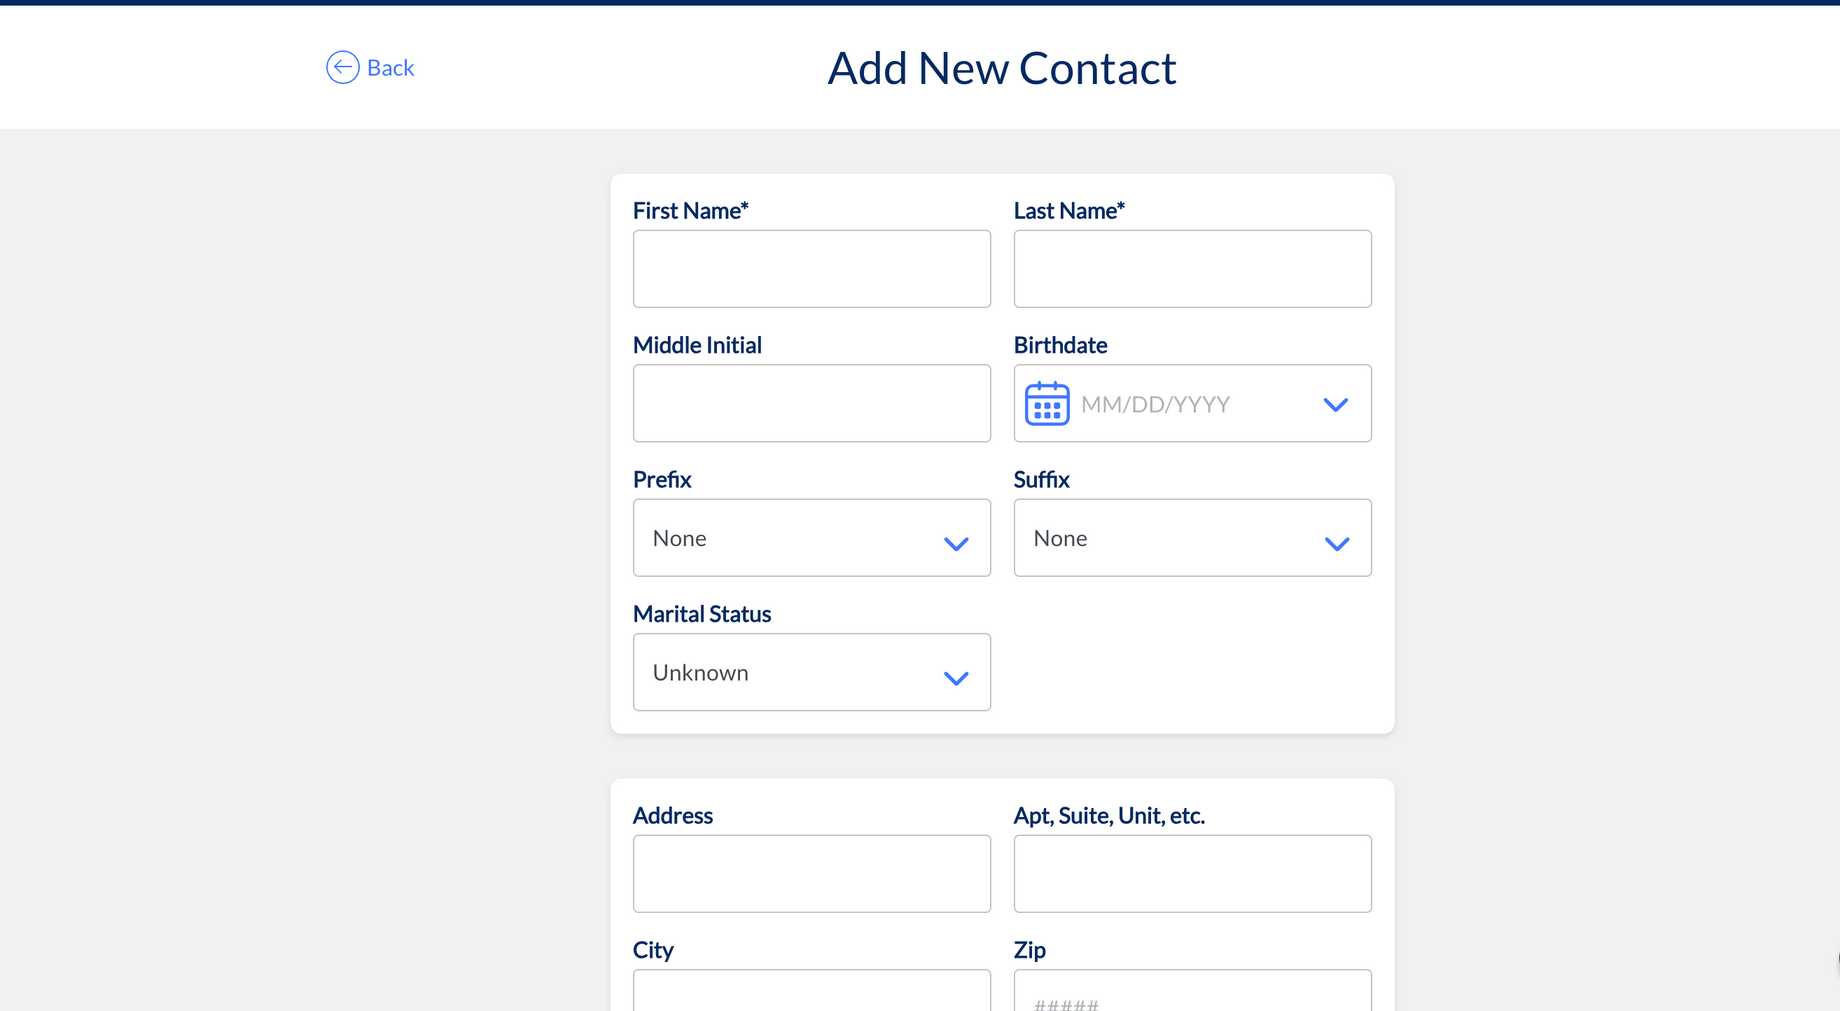 Back
Add New Contact
First Name*
Last Name*
Middle Initial
Birthdate
MM/DD/YYYY
Prefix
Suffix
None
None
Marital Status
Unknown
Address
Apt, Suite, Unit, etc.
City
Zip
#####